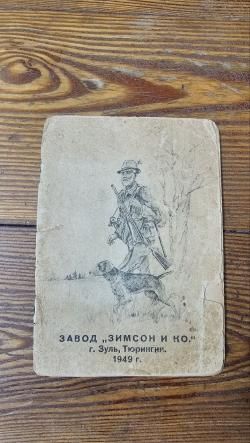 ЗАВОД „ЗИМСОН И КО.“
г. Зуль, Тюрингия.
1949 г.